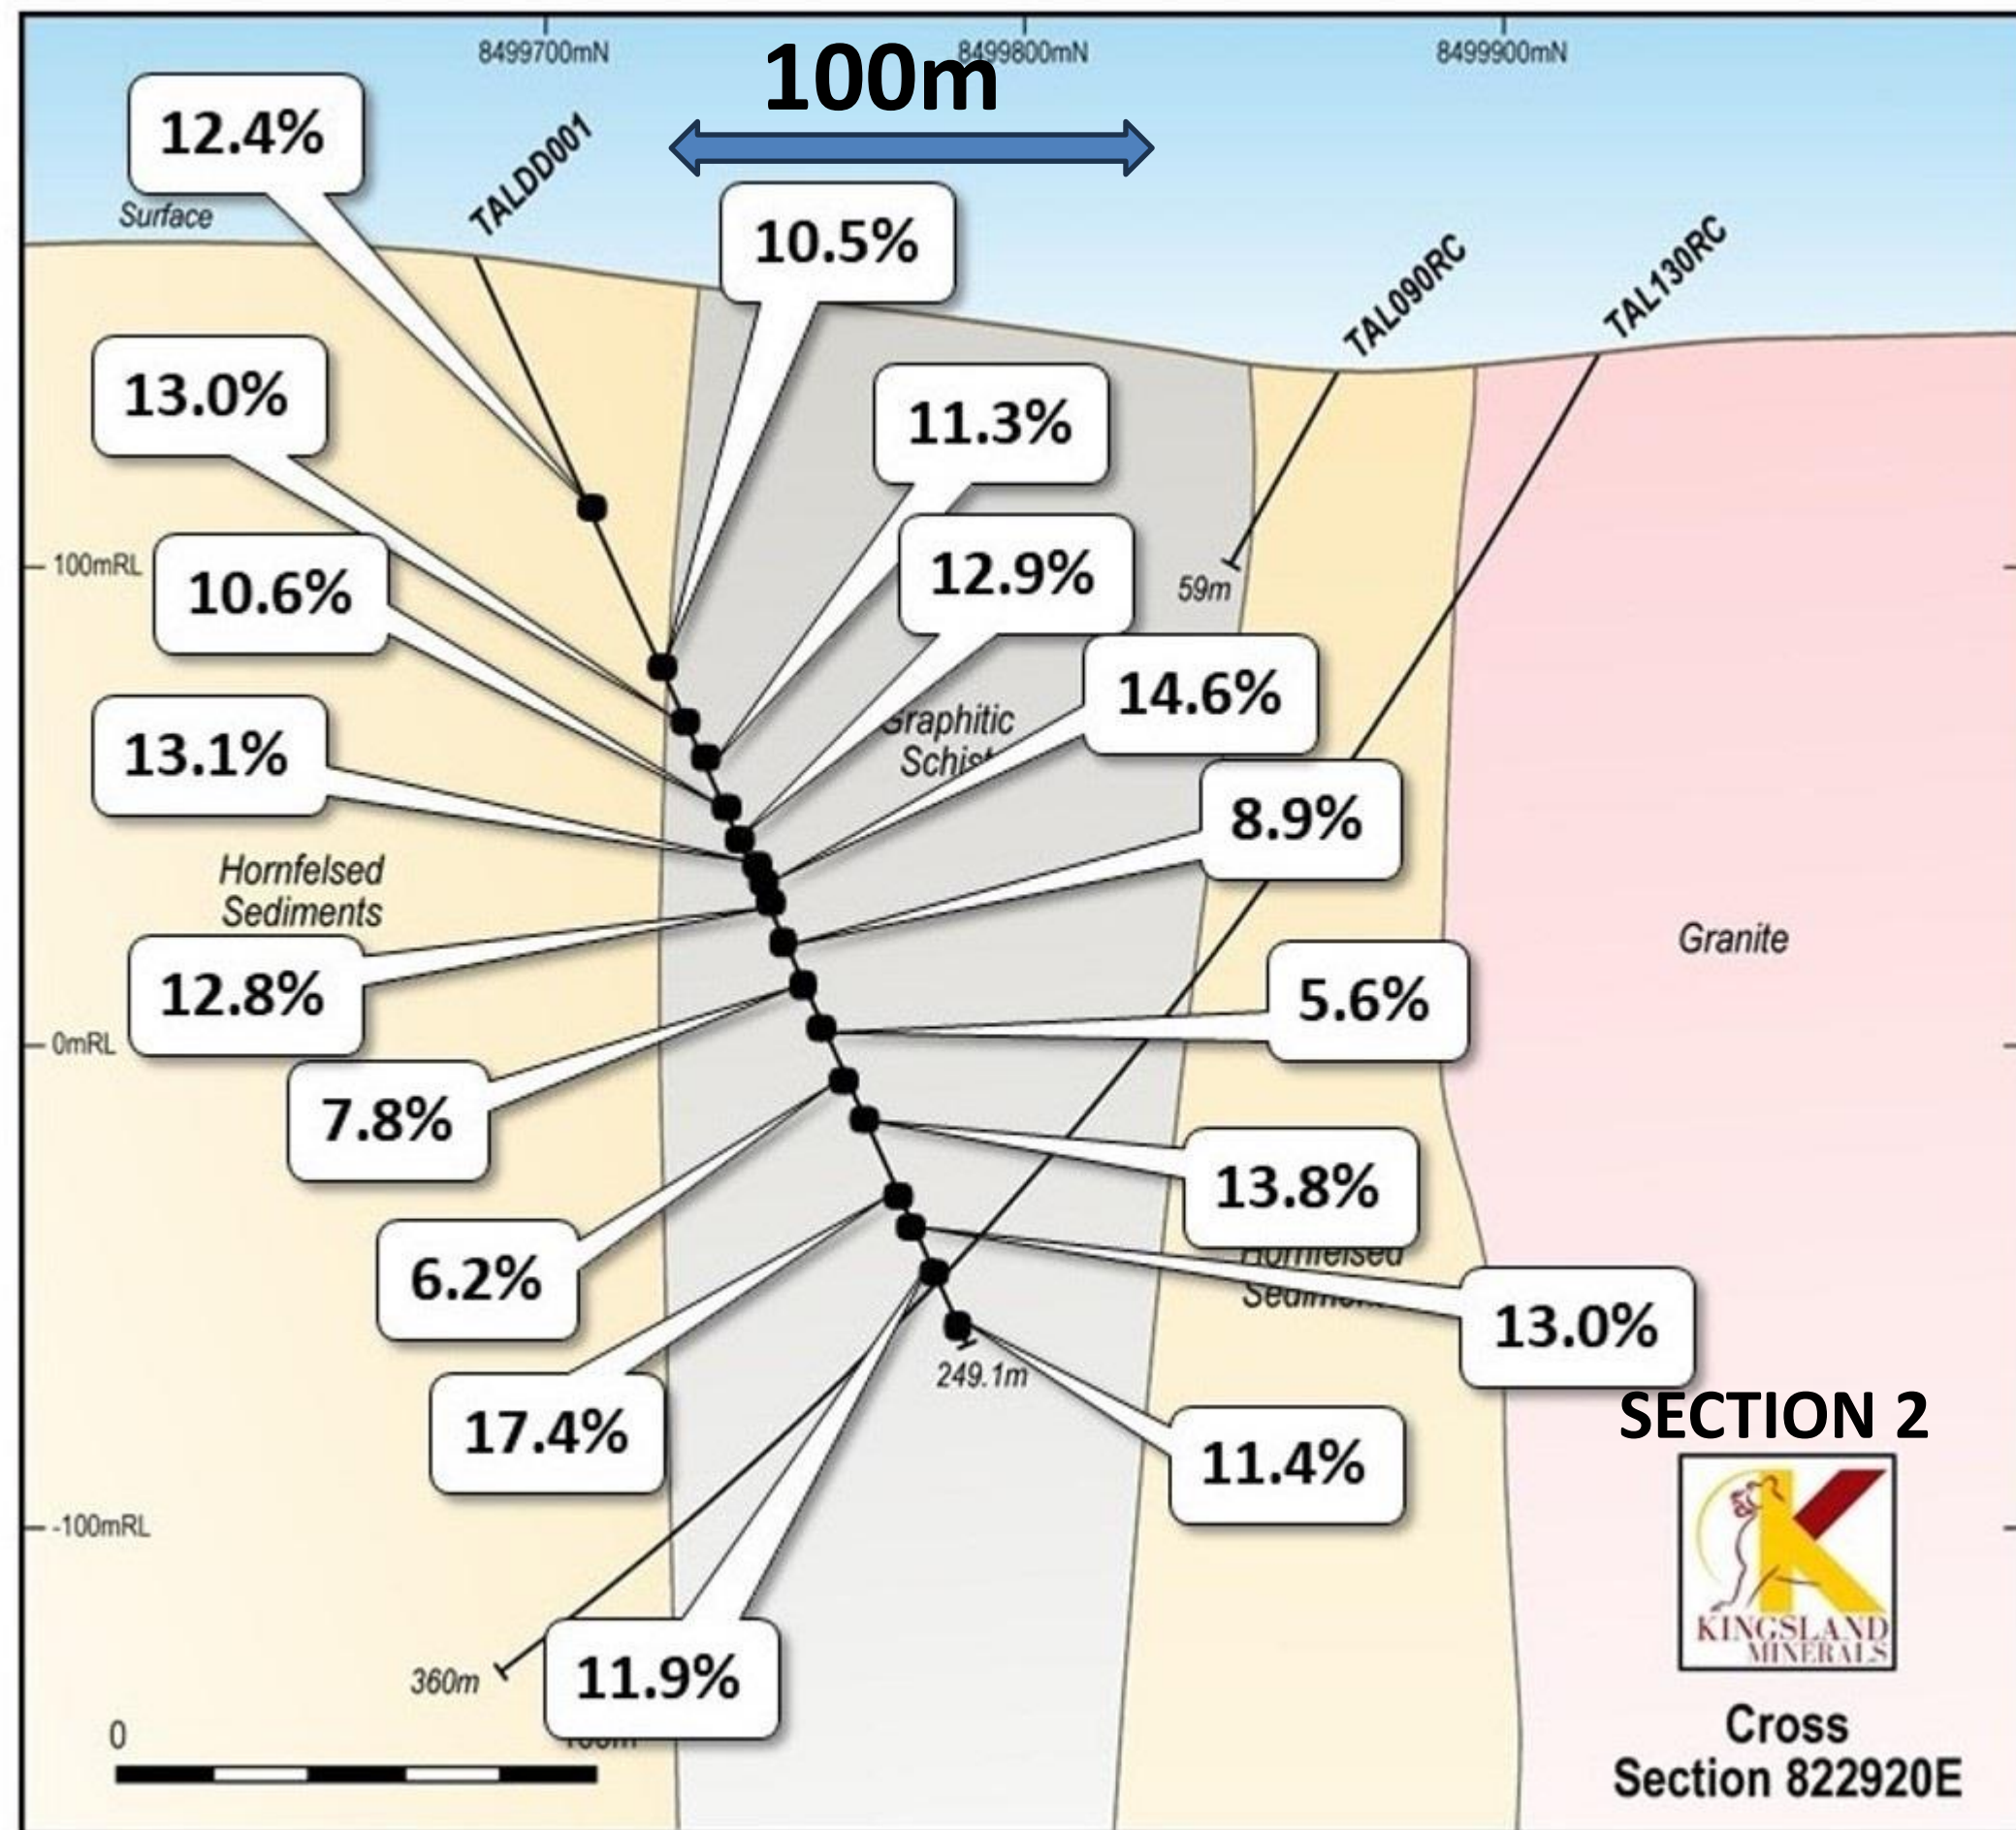 8499700mN
8499800mN
8499900mN
100m
12.4%
TALDD001
Surface
10.5%
TAL090RC
TAL130RC
13.0%
11.3%
100mRL
10.6%
12.9%
59m
14.6%
Graphitic
Schist
13.1%
8.9%
Hornfelsed
Sediments
Granite
12.8%
5.6%
0mRL
7.8%
13.8%
6.2%
Hornfelsed
13.0%
249.1m
17.4%
11.4%
SECTION 2
-100mRL
KINGSLAND
MINERALS
360m
11.9%
0
Cross
Section 822920E